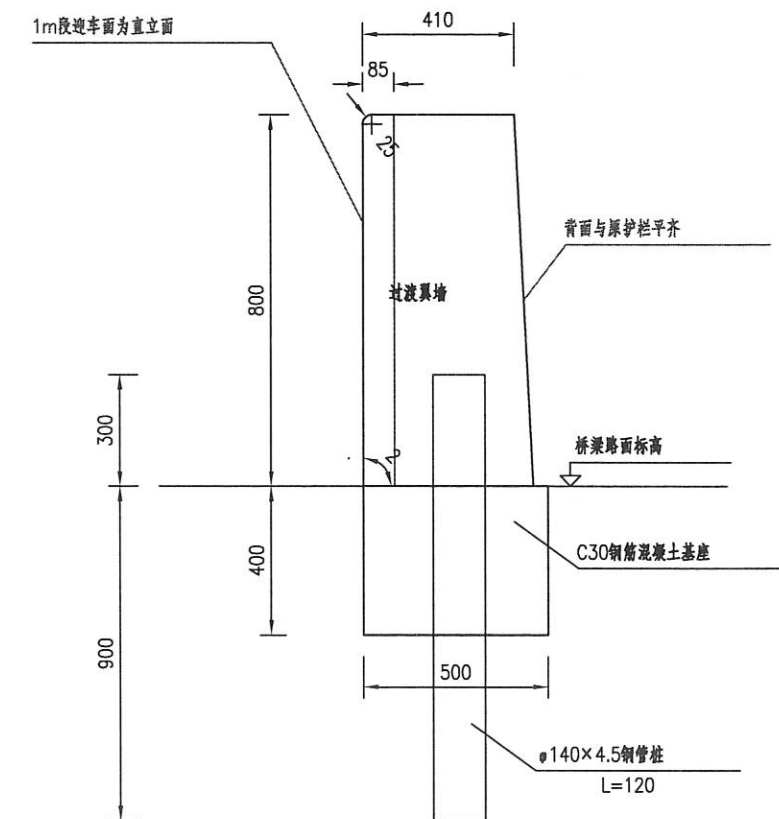 1m段迎车面为直立面
410
85
25
背面与原护栏平齐
800
过渡翼墙
300
桥梁路面标高
2
C30钢筋混凝土基座
400
900
500
φ140×4.5钢管桩
L=120